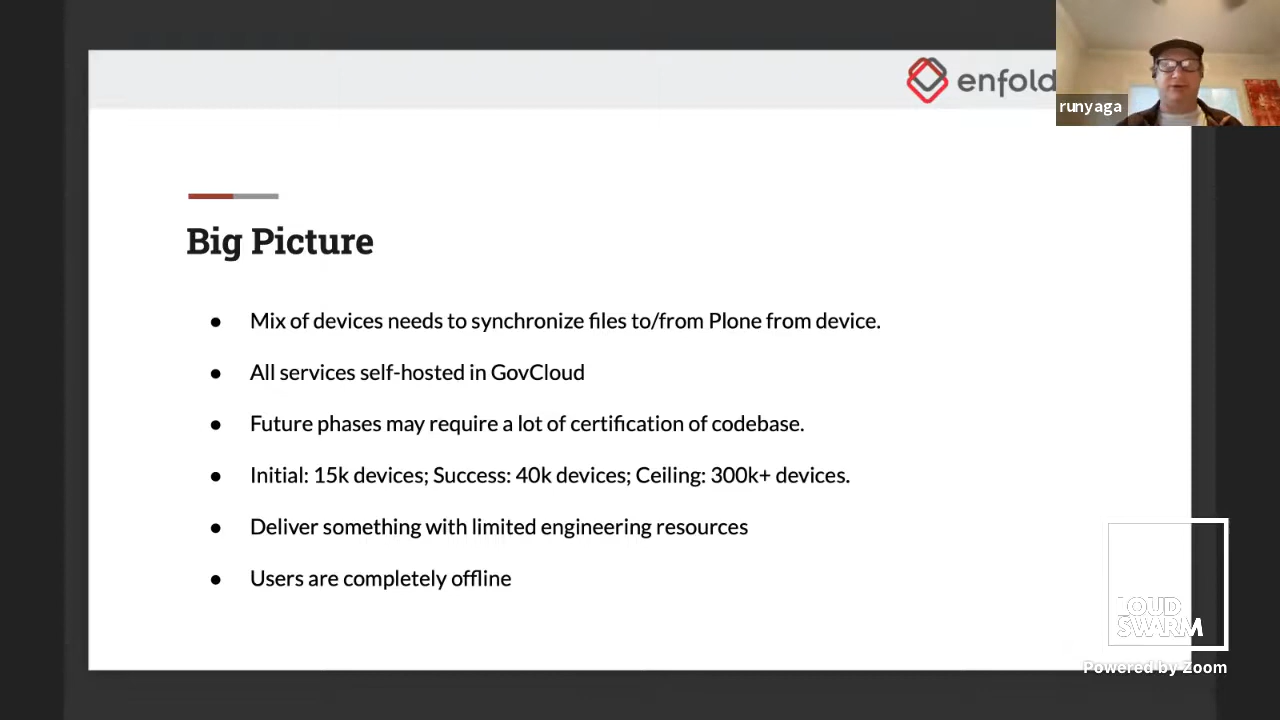 enfold
runyaga
Big Picture
● Mix of devices needs to synchronize files to/from Plone from device.
● All services self-hosted in GovCloud
● Future phases may require a lot of certification of codebase.
● Initial: 15k devices; Success: 40k devices; Ceiling: 300k+ devices.
● Deliver something with limited engineering resources
● Users are completely offline
LOUD
SWARM
Powered by Zoom